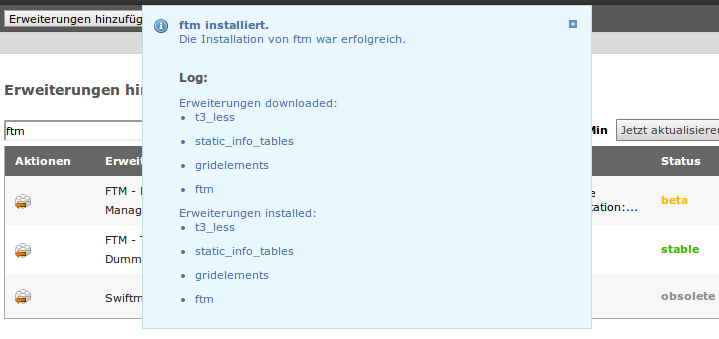 Erweiterungen hinzufüg
ftm installiert.
Die Installation von ftm war erfolgreich.
Log:
Erweiterungen downloaded:
t3_less
static_info_tables
gridelements
ftm
Erweiterungen installed:
t3_less
static_info_tables
gridelements
ftm
Erweiterungen hi
ftm
Min
Jetzt aktualisieren
Aktionen
Erweit
Status
FTM -
Manag
e
tation:...
beta
FTM - T
Dumm
stable
Swiftm
obsolete